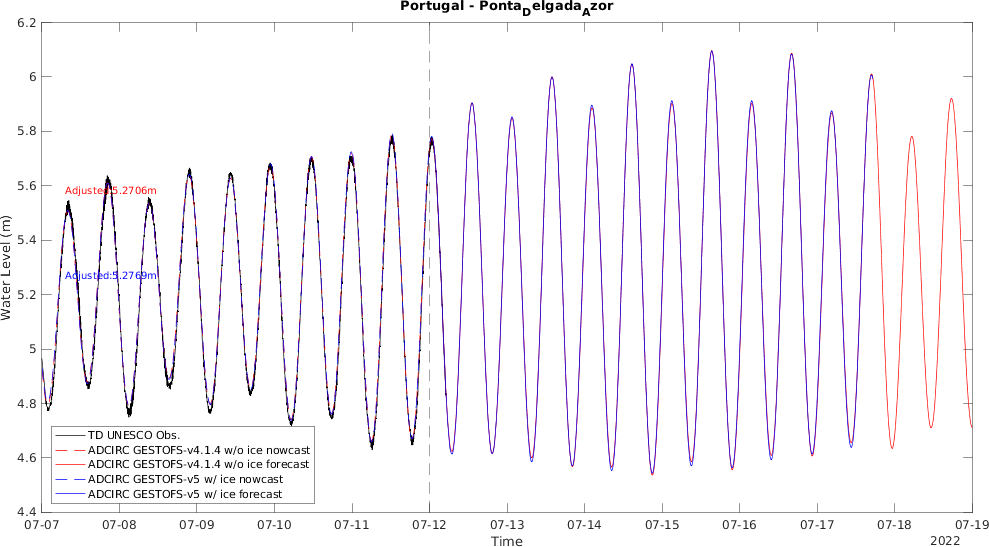 Portugal - PontaDelgadaAzor
6.2
6
5.8
5.6
5.4
5.2
5
4.8
4.6
4.4
Water Level (m)
Adjusted:5.2706m
Adjusted:5.2769m
TD UNESCO Obs.
ADCIRC GESTOFS-v4.1.4 w/o ice nowcast
ADCIRC GESTOFS-v4.1.4 w/o ice forecast
ADCIRC GESTOFS-v5 w/ ice nowcast
ADCIRC GESTOFS-v5 w/ ice forecast
07-07 07-08 07-09 07-10 07-11 07-12 07-13 07-14 07-15 07-16 07-17 07-18 07-19
Time
2022